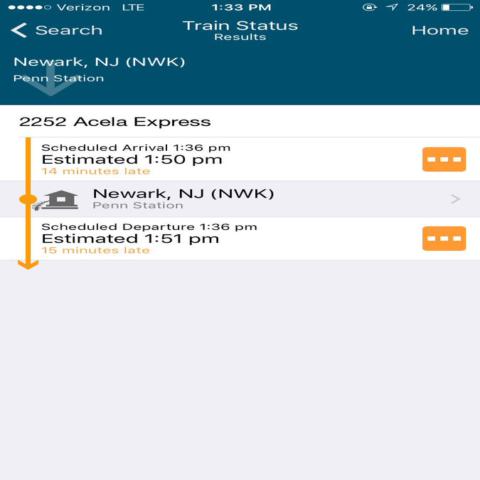 Verizon LTE 1:33 PM 24%
Search Train Status Home
Results
Newark, NJ (NWK)
Penn Station
2252 Acela Express
Scheduled Arrival 1:36 pm
Estimated 1:50 pm
14 minutes late
Newark, NJ (NWK)
Penn Station
Scheduled Departure 1:36 pm
Estimated 1:51 pm
15 minutes late